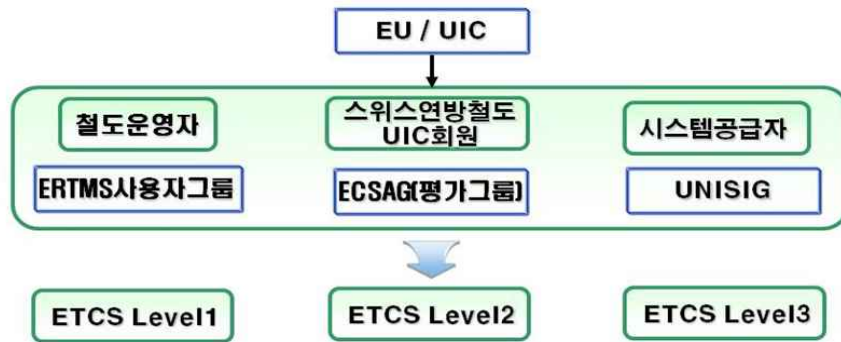 EU / UIC
철도운영자
스위스연방철도
UIC회원
시스템공급자
ERTMS사용자그룹
ECSAG(평가그룹)
UNISIG
ETCS Level1
ETCS Level2
ETCS Level3